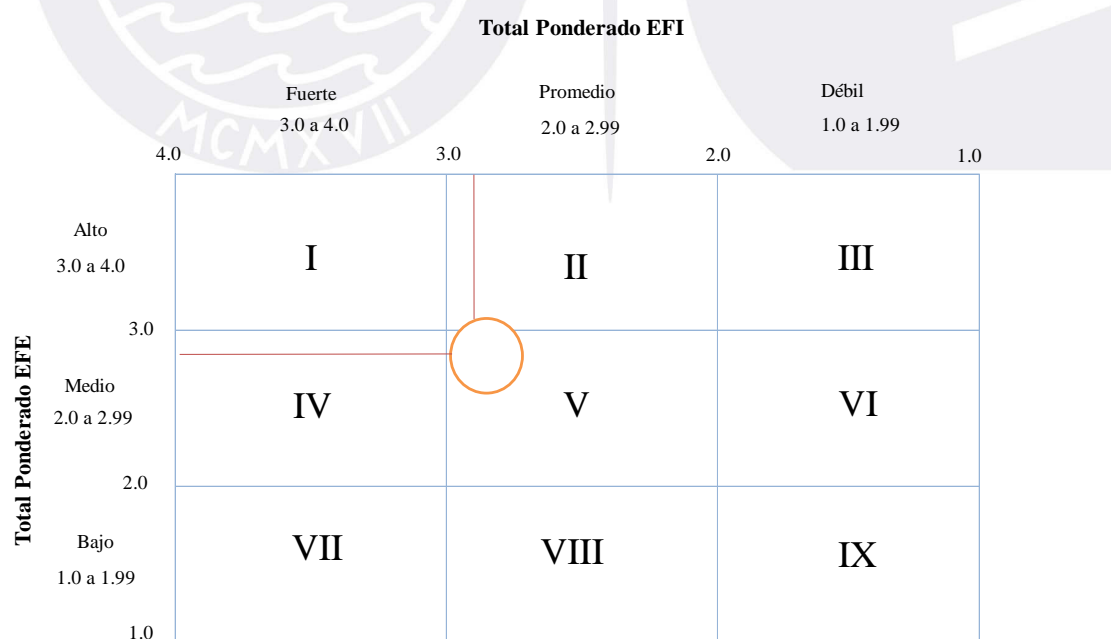 Total Ponderado EFI
MCMXVII
Fuerte Promedio Débil
3.0 a 4.0 2.0 a 2.99 1.0 a 1.99
4.0 3.0 2.0 1.0
Alto
3.0 a 4.0
I II III
3.0
Total Ponderado EFE
Medio
2.0 a 2.99
IV V VI
2.0
Bajo
1.0 a 1.99
VII VIII IX
1.0